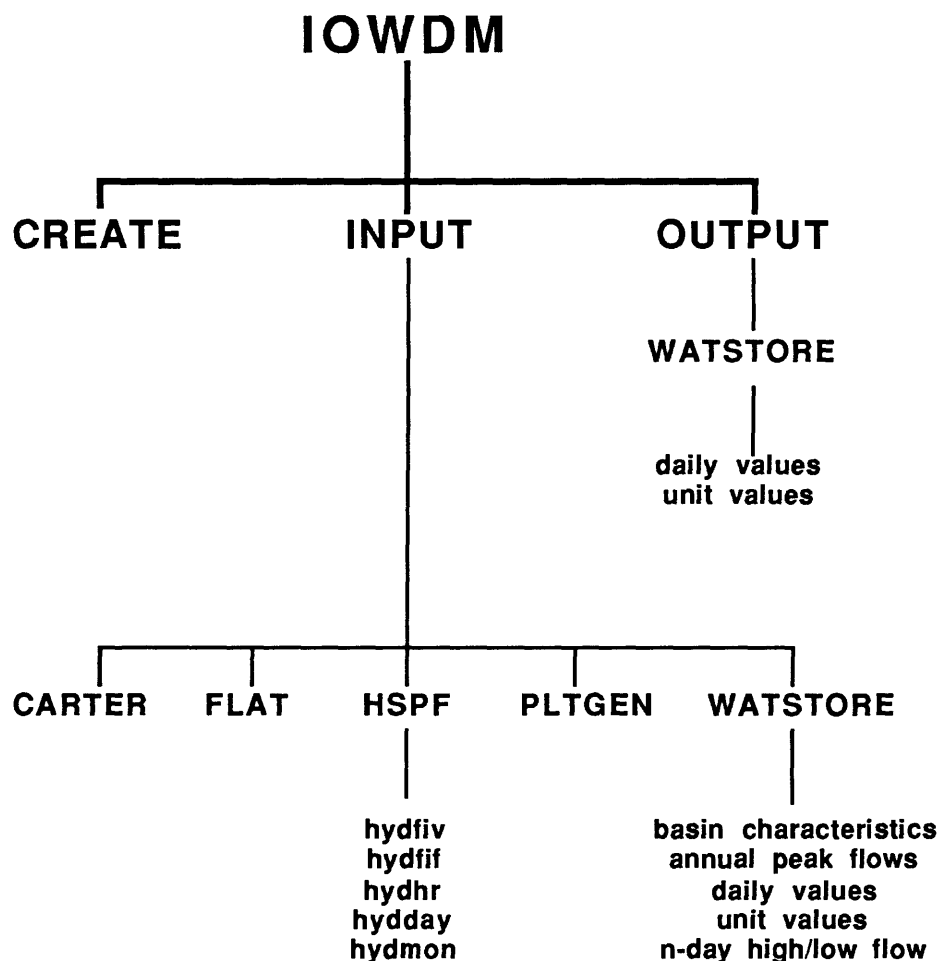 IOWDM
CREATE INPUT OUTPUT
WATSTORE
daily values
unit values
CARTER FLAT HSPF PLTGEN WATSTORE
hydfiv
hydfif
hydhr
hydday
hydmon
basin characteristics
annual peak flows
daily values
unit values
n-day high/low flow